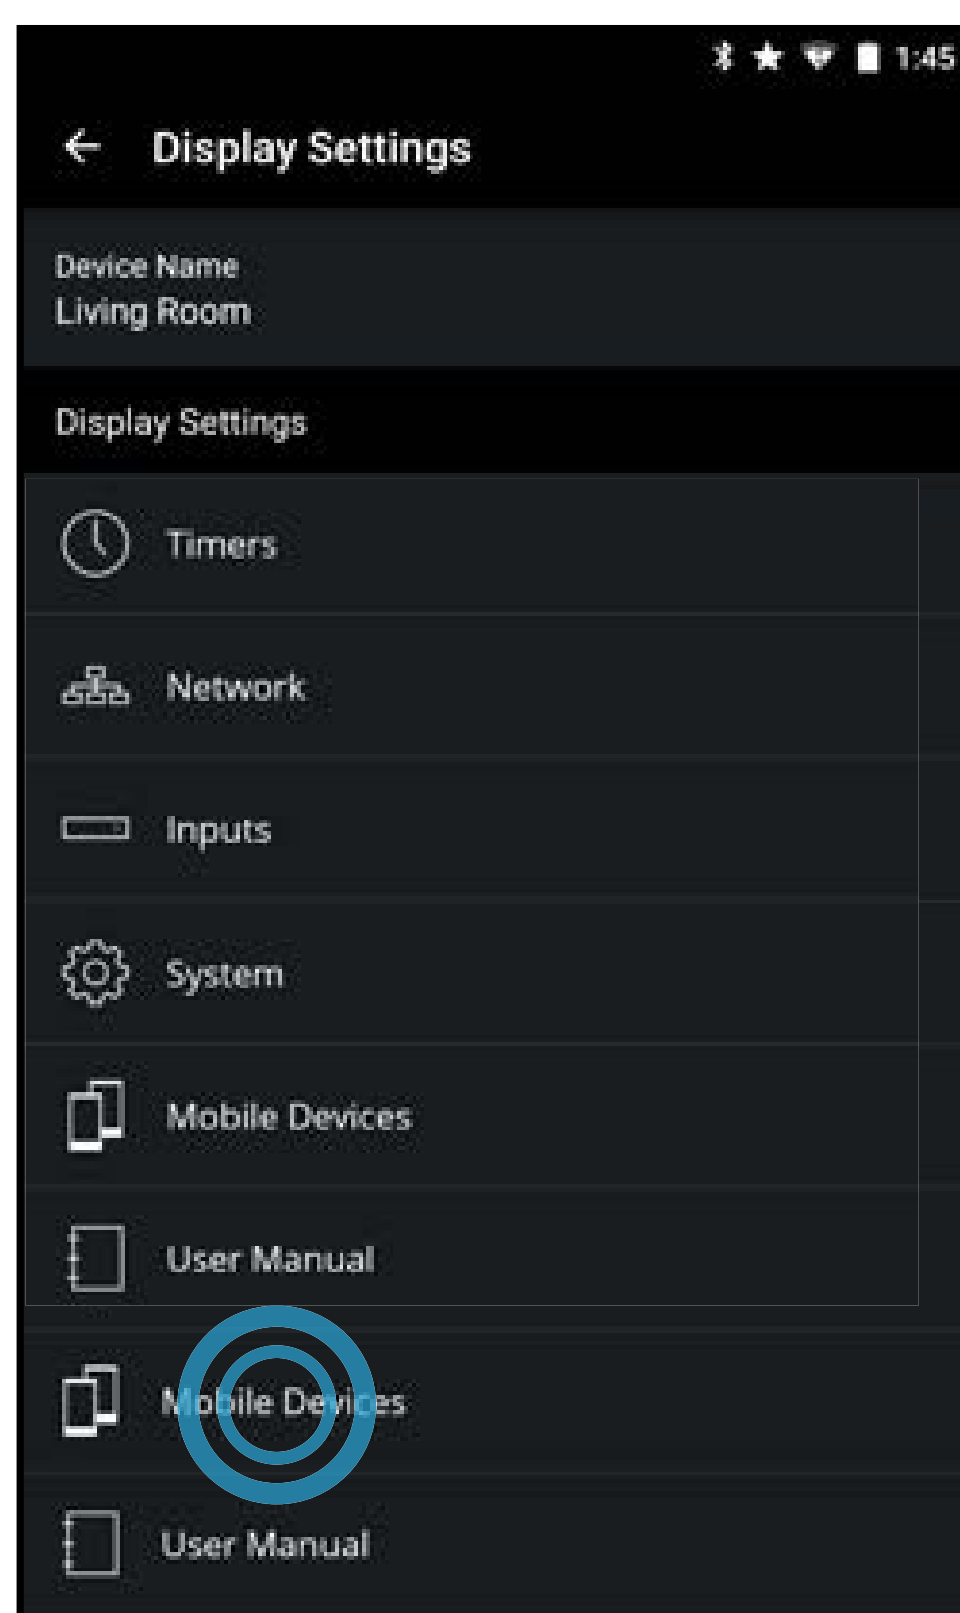 1:45
Display Settings
Device Name
Living Room
Display Settings
Timers
Network
Inputs
System
Mobile Devices
User Manual
Mobile Devices
User Manual